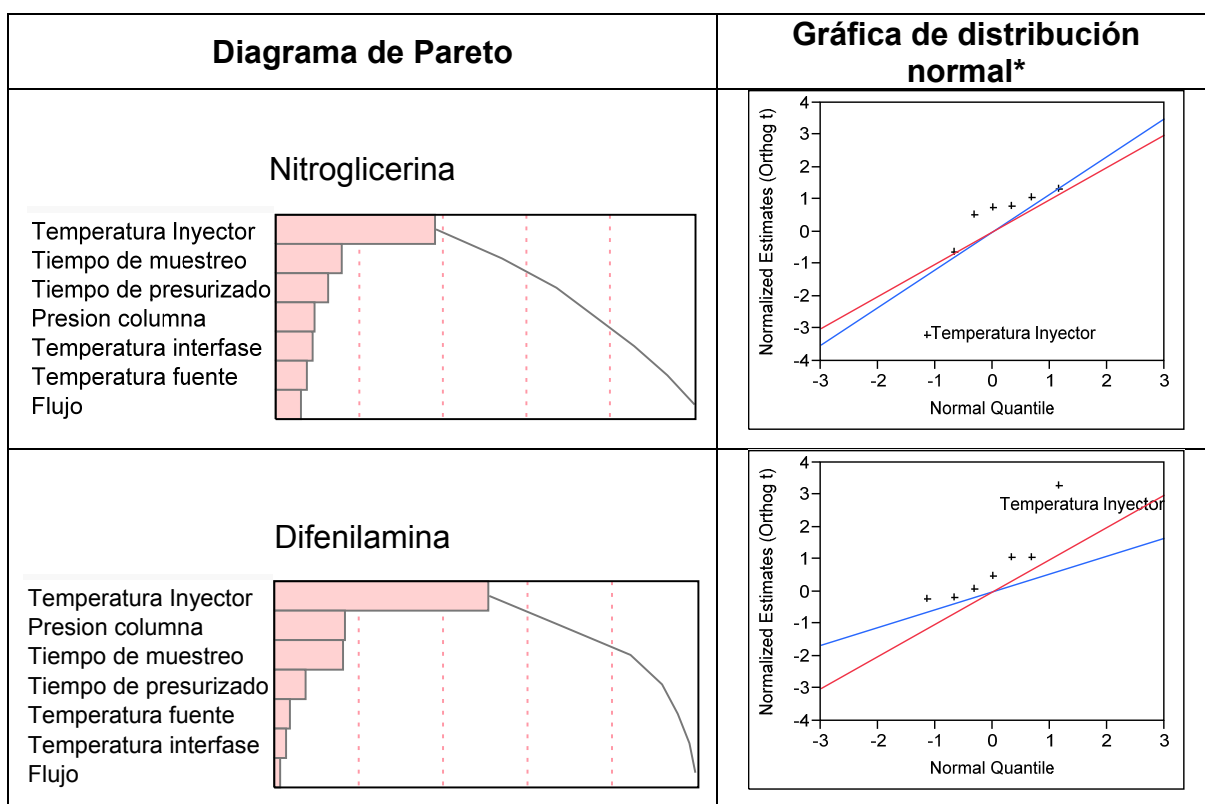 Diagrama de Pareto
Gráfica de distribución
normal*
Nitroglicerina
Temperatura Inyector
Tiempo de muestreo
Tiempo de presurizado
Presion columna
Temperatura interfase
Temperatura fuente
Flujo
Normalized Estimates (Orthog t)
4
3
2
1
0
-1
-2
-3
-4
+Temperatura Inyector
-3
-2
-1
0
1
2
3
Normal Quantile
Difenilamina
Temperatura Inyector
Presion columna
Tiempo de muestreo
Tiempo de presurizado
Temperatura fuente
Temperatura interfase
Flujo
Normalized Estimates (Orthog t)
4
3
2
1
0
-1
-2
-3
-4
Temperatura Inyector
-3
-2
-1
0
1
2
3
Normal Quantile